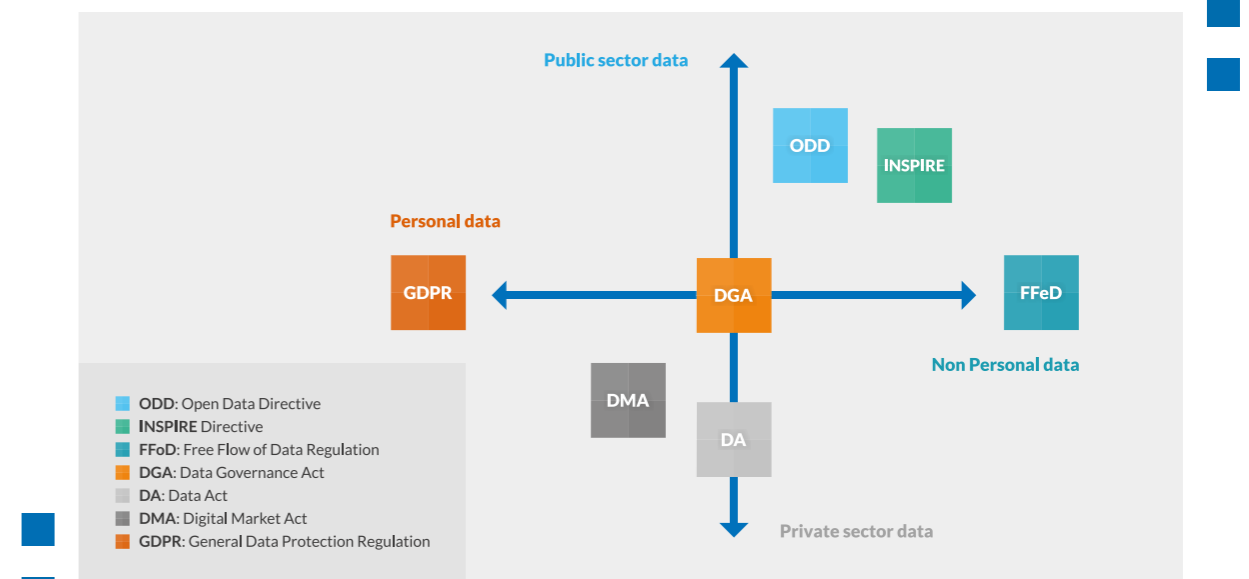 Public sector data
ODD
INSPIRE
Personal data
GDPR
DGA
FFeD
Non Personal data
DMA
DA
Private sector data
ODD: Open Data Directive
INSPIRE Directive
FFoD: Free Flow of Data Regulation
DGA: Data Governance Act
DA: Data Act
DMA: Digital Market Act
GDPR: General Data Protection Regulation